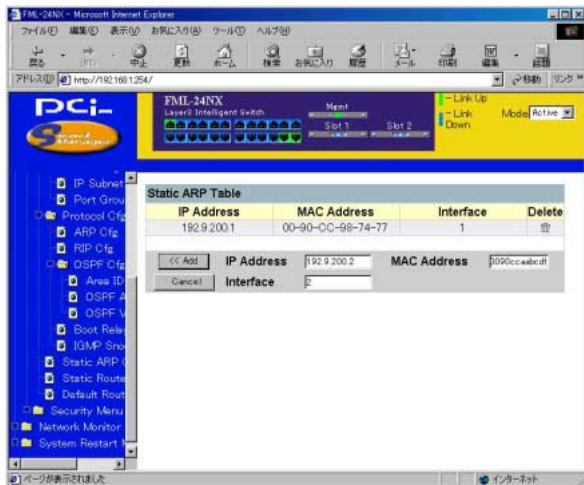 FML-24NX - Microsoft Internet Explorer
ファイル(F) 編集(E) 表示(V) お気に入り(A) ツール(T) ヘルプ(H)
戻る 進む 中止 更新 ホーム 検索 お気に入り 履歴 メール 印刷 編集
アドレス(D) http://192.168.1.254/ 移動 リンク »
PCi
FML-24NX
Layer3 Intelligent Switch
Mgmt
Slot 1 Slot 2
Link Up
Link Down
Mode Active
IP Subnet
Port Grou
Protocol Cfg
ARP Cfg
RIP Cfg
OSPF Cfg
Area ID
OSPF A
OSPF V
Boot Relay
IGMP Sno
Static ARP
Static Route
Default Rout
Security Menu
Network Monitor
System Restart
Static ARP Table
IP Address MAC Address Interface Delete
192.9.200.1 00-90-CC-98-74-77 1
<< Add IP Address 192.9.200.2 MAC Address 0090ccaabcdf
Cancel Interface 2
ページが表示されました インターネット